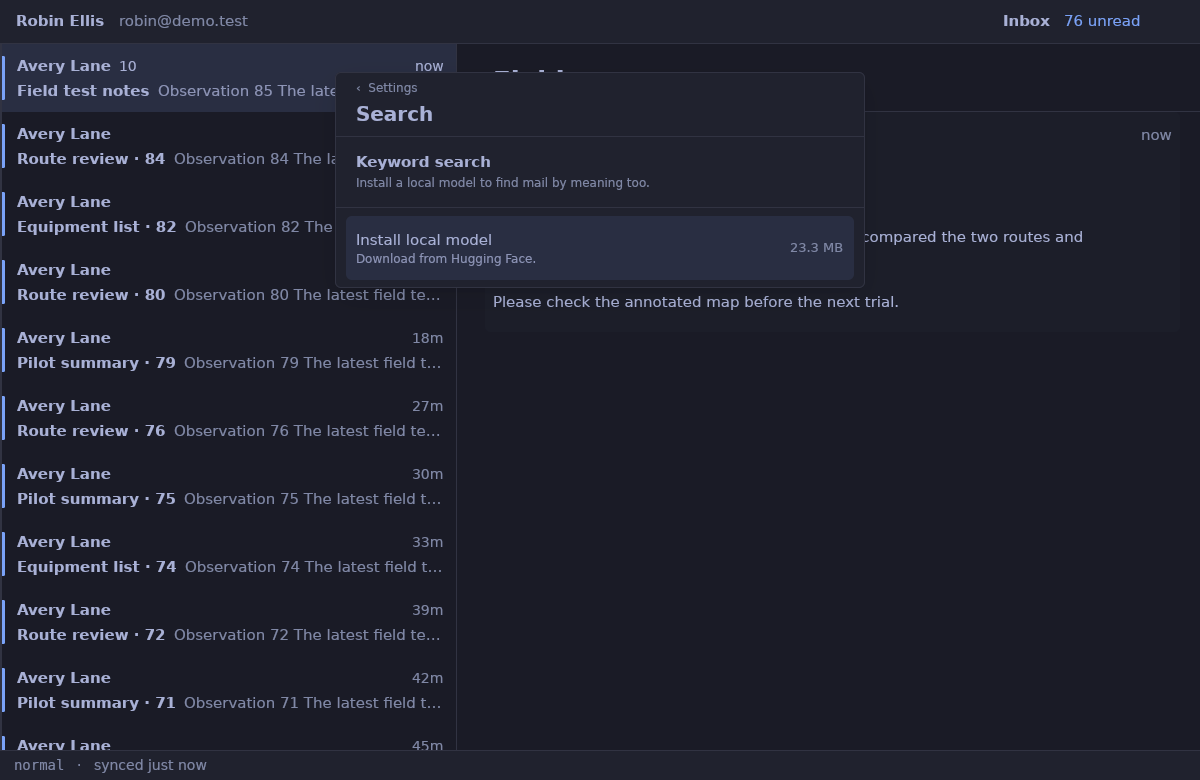 Robin Ellis robin@demo.test
Inbox 76 unread
Avery Lane 10 now
Field test notes Observation 85 The late
Avery Lane
Route review · 84 Observation 84 The la
Avery Lane
Equipment list · 82 Observation 82 The
Avery Lane
Route review · 80 Observation 80 The latest field te…
Avery Lane 18m
Pilot summary · 79 Observation 79 The latest field t…
Avery Lane 27m
Route review · 76 Observation 76 The latest field te…
Avery Lane 30m
Pilot summary · 75 Observation 75 The latest field t…
Avery Lane 33m
Equipment list · 74 Observation 74 The latest field t…
Avery Lane 39m
Route review · 72 Observation 72 The latest field te…
Avery Lane 42m
Pilot summary · 71 Observation 71 The latest field t…
Avery Lane 45m
‹ Settings
Search
Keyword search
Install a local model to find mail by meaning too.
Install local model
Download from Hugging Face.
23.3 MB
now
compared the two routes and
Please check the annotated map before the next trial.
normal · synced just now